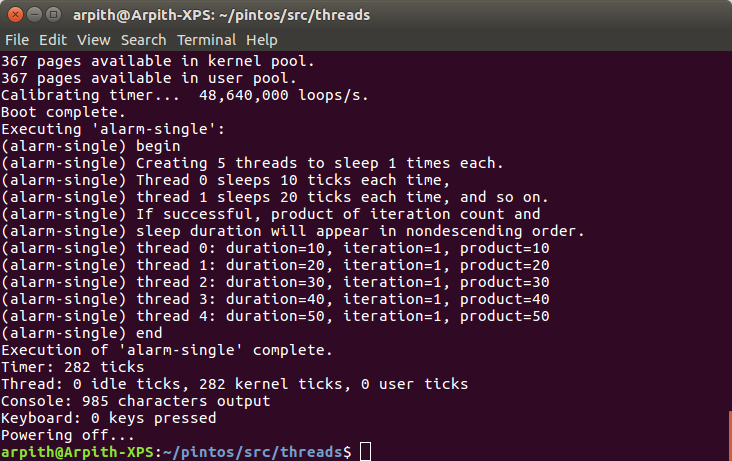 arpith@Arpith-XPS: ~/pintos/src/threads
File Edit View Search Terminal Help
367 pages available in kernel pool.
367 pages available in user pool.
Calibrating timer...  48,640,000 loops/s.
Boot complete.
Executing 'alarm-single':
(alarm-single) begin
(alarm-single) Creating 5 threads to sleep 1 times each.
(alarm-single) Thread 0 sleeps 10 ticks each time,
(alarm-single) thread 1 sleeps 20 ticks each time, and so on.
(alarm-single) If successful, product of iteration count and
(alarm-single) sleep duration will appear in nondescending order.
(alarm-single) thread 0: duration=10, iteration=1, product=10
(alarm-single) thread 1: duration=20, iteration=1, product=20
(alarm-single) thread 2: duration=30, iteration=1, product=30
(alarm-single) thread 3: duration=40, iteration=1, product=40
(alarm-single) thread 4: duration=50, iteration=1, product=50
(alarm-single) end
Execution of 'alarm-single' complete.
Timer: 282 ticks
Thread: 0 idle ticks, 282 kernel ticks, 0 user ticks
Console: 985 characters output
Keyboard: 0 keys pressed
Powering off...
arpith@Arpith-XPS:~/pintos/src/threads$